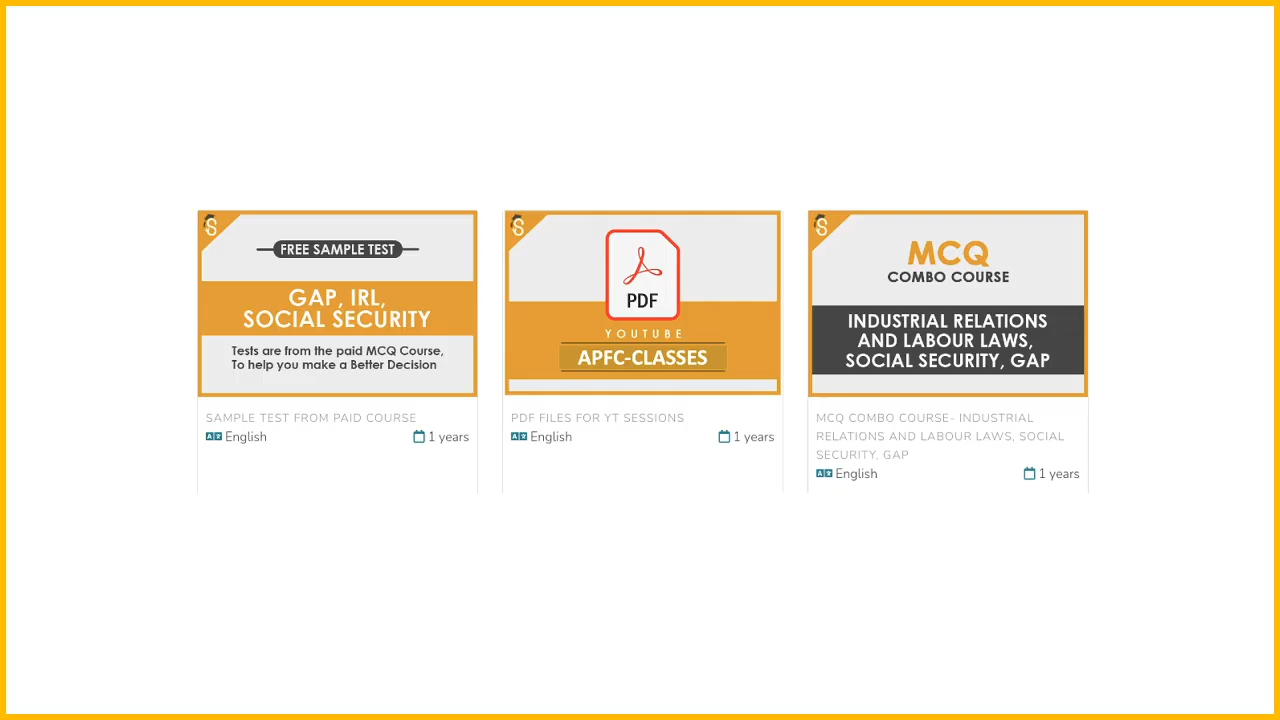 FREE SAMPLE TEST
GAP, IRL,
SOCIAL SECURITY
Tests are from the paid MCQ Course,
To help you make a Better Decision
SAMPLE TEST FROM PAID COURSE
English
1 years
PDF
YOUTUBE
APFC-CLASSES
PDF FILES FOR YT SESSIONS
English
1 years
MCQ
COMBO COURSE
INDUSTRIAL RELATIONS
AND LABOUR LAWS,
SOCIAL SECURITY, GAP
MCQ COMBO COURSE- INDUSTRIAL
RELATIONS AND LABOUR LAWS, SOCIAL
SECURITY, GAP
English
1 years